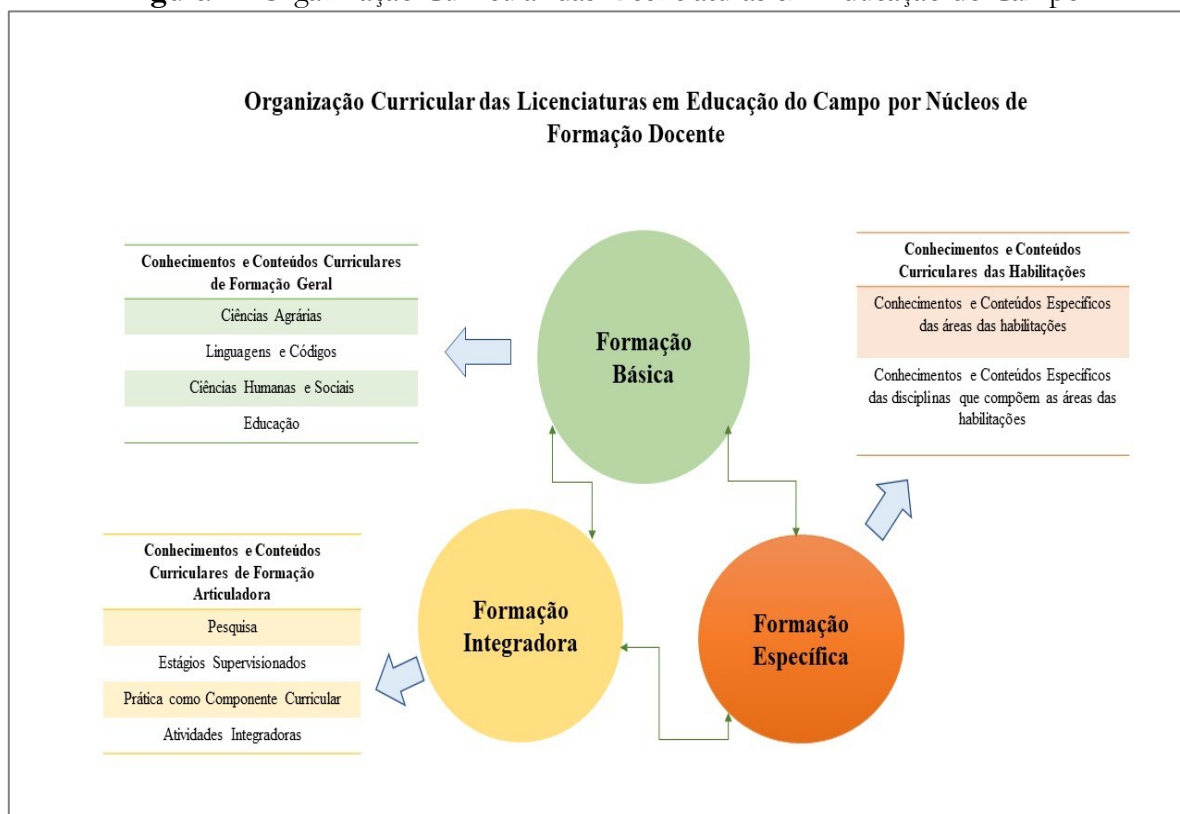 Organização Curricular das Licenciaturas em Educação do Campo por Núcleos de
Formação Docente
Conhecimentos e Conteúdos Curriculares
de Formação Geral
Ciências Agrárias
Linguagens e Códigos
Ciências Humanas e Sociais
Educação
Formação
Básica
Conhecimentos e Conteúdos
Curriculares das Habilitações
Conhecimentos e Conteúdos Específicos
das áreas das habilitações
Conhecimentos e Conteúdos Específicos
das disciplinas que compõem as áreas das
habilitações
Conhecimentos e Conteúdos
Curriculares de Formação
Articuladora
Pesquisa
Estágios Supervisionados
Prática como Componente Curricular
Atividades Integradoras
Formação
Integradora
Formação
Específica